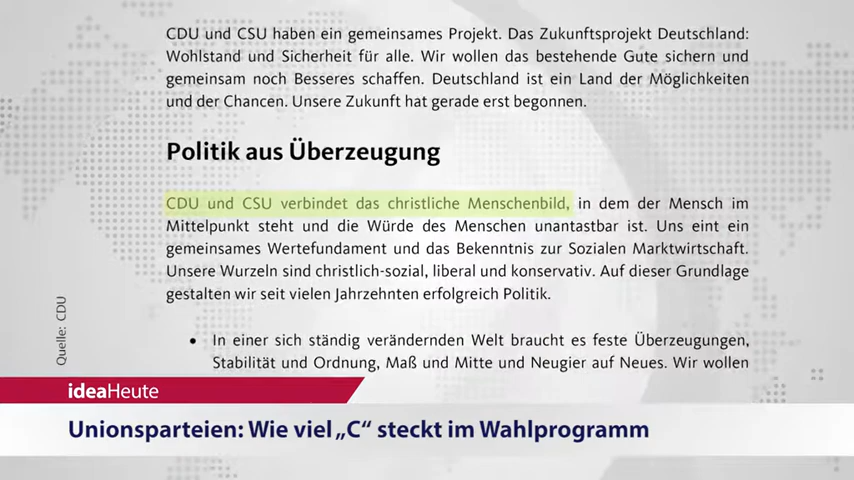 CDU und CSU haben ein gemeinsames Projekt. Das Zukunftsprojekt Deutschland:
Wohlstand und Sicherheit für alle. Wir wollen das bestehende Gute sichern und
gemeinsam noch Besseres schaffen. Deutschland ist ein Land der Möglichkeiten
und der Chancen. Unsere Zukunft hat gerade erst begonnen.
Politik aus Überzeugung
CDU und CSU verbindet das christliche Menschenbild, in dem der Mensch im
Mittelpunkt steht und die Würde des Menschen unantastbar ist. Uns eint ein
gemeinsames Wertefundament und das Bekenntnis zur Sozialen Marktwirtschaft.
Unsere Wurzeln sind christlich-sozial, liberal und konservativ. Auf dieser Grundlage
gestalten wir seit vielen Jahrzehnten erfolgreich Politik.
• In einer sich ständig verändernden Welt braucht es feste Überzeugungen,
Stabilität und Ordnung, Maß und Mitte und Neugier auf Neues. Wir wollen
Quelle: CDU
ideaHeute
Unionsparteien: Wie viel „C“ steckt im Wahlprogramm